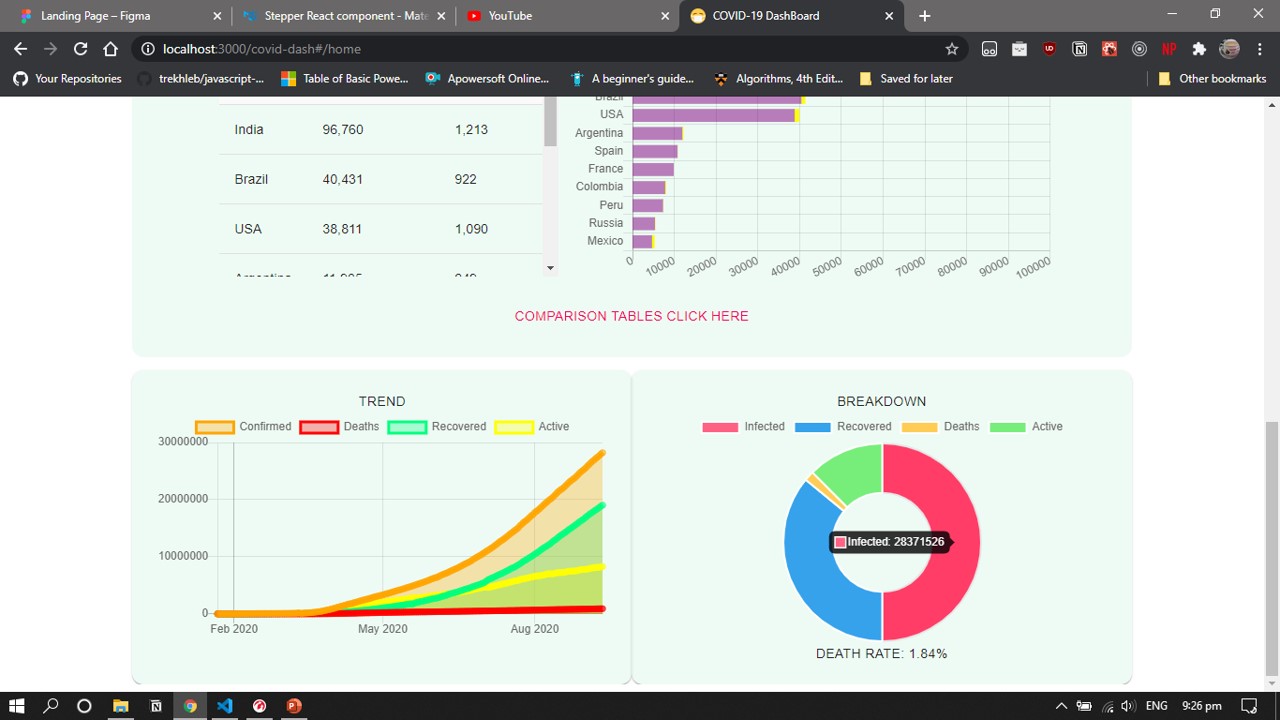 Landing Page – Figma
Stepper React component - Mate
YouTube
COVID-19 DashBoard
localhost:3000/covid-dash#/home
Your Repositories
trekhleb/javascript-...
Table of Basic Powe...
Apowersoft Online...
A beginner's guide...
Algorithms, 4th Edit...
Saved for later
Other bookmarks
India 96,760 1,213
Brazil 40,431 922
USA 38,811 1,090
Brazil
USA
Argentina
Spain
France
Colombia
Peru
Russia
Mexico
0 10000 20000 30000 40000 50000 60000 70000 80000 90000 100000
COMPARISON TABLES CLICK HERE
TREND
Confirmed Deaths Recovered Active
30000000
20000000
10000000
0
Feb 2020 May 2020 Aug 2020
BREAKDOWN
Infected Recovered Deaths Active
Infected: 28371526
DEATH RATE: 1.84%
ENG 9:26 pm